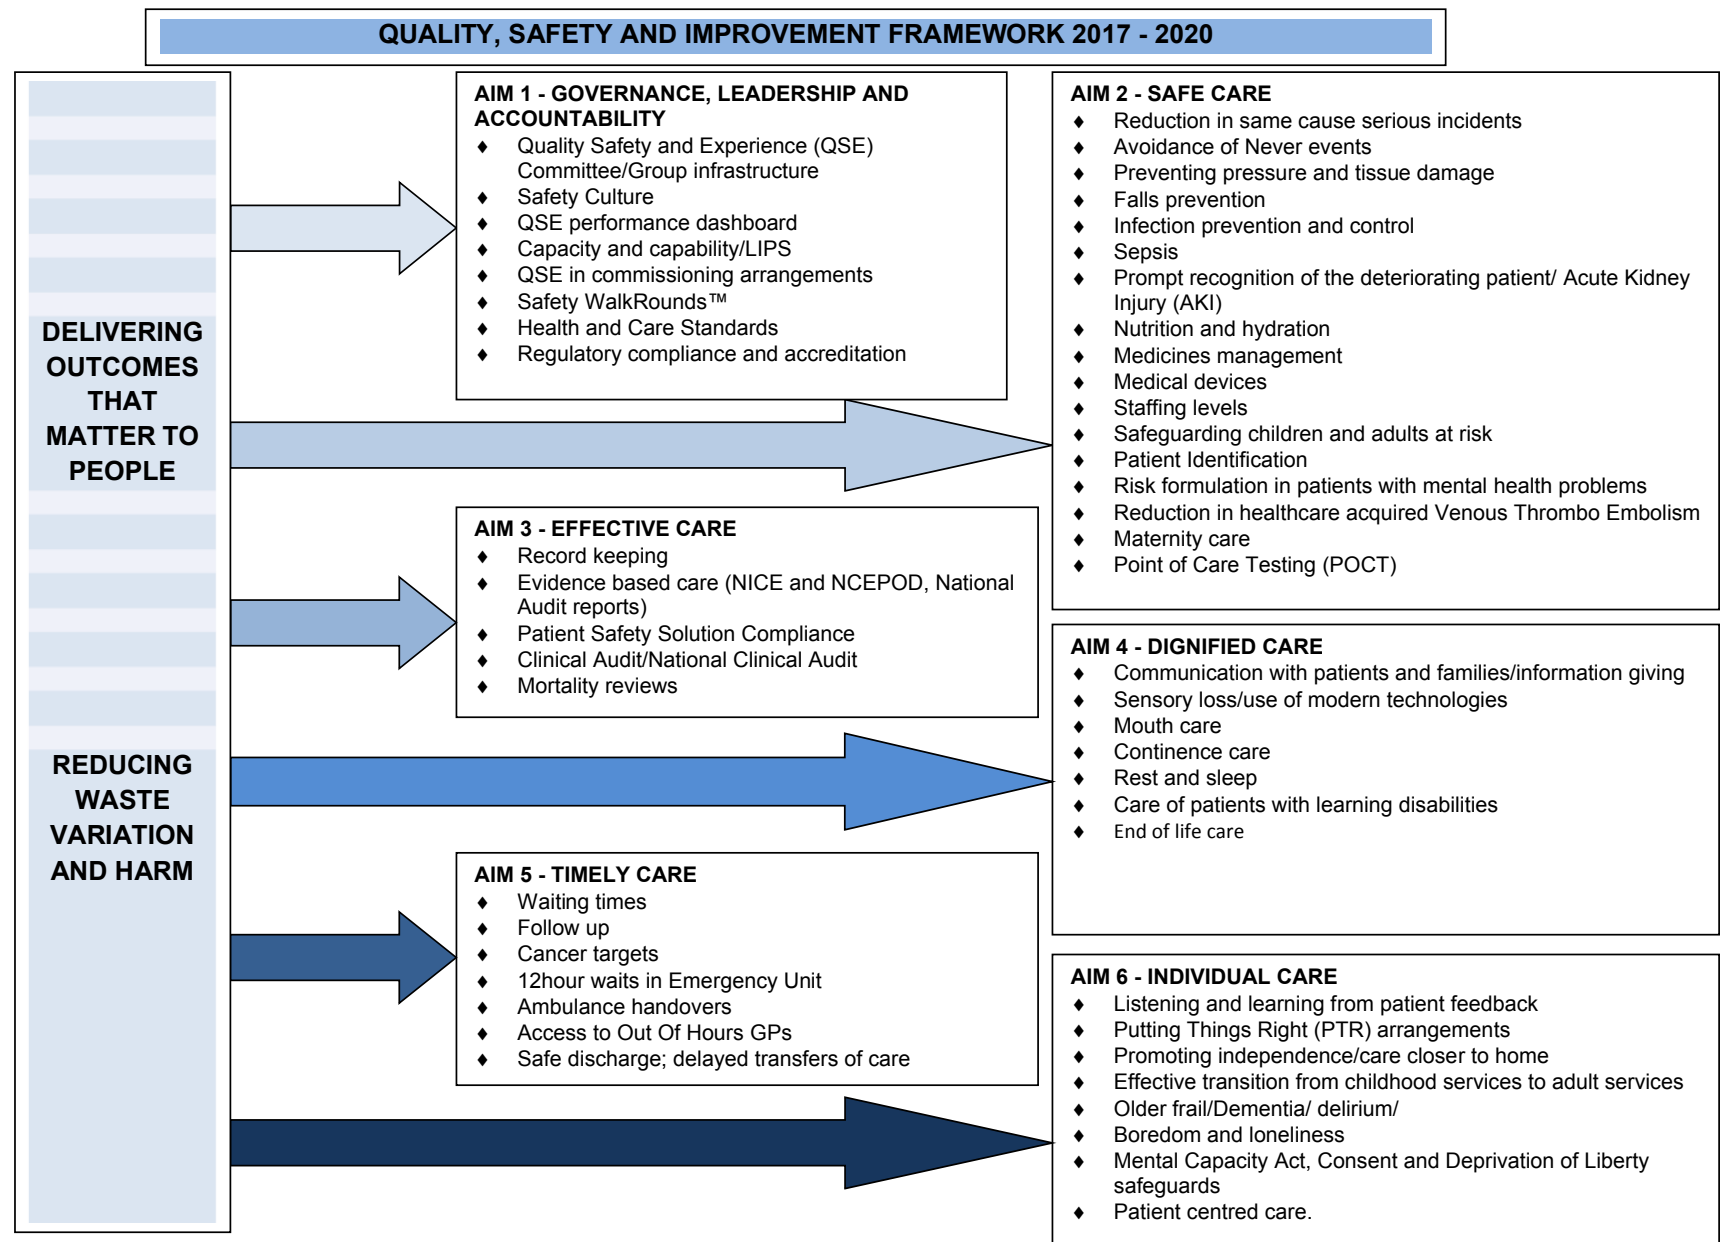 QUALITY, SAFETY AND IMPROVEMENT FRAMEWORK 2017 - 2020
DELIVERING
OUTCOMES
THAT
MATTER TO
PEOPLE
REDUCING
WASTE
VARIATION
AND HARM
AIM 1 - GOVERNANCE, LEADERSHIP AND
ACCOUNTABILITY
♦ Quality Safety and Experience (QSE)
Committee/Group infrastructure
♦ Safety Culture
♦ QSE performance dashboard
♦ Capacity and capability/LIPS
♦ QSE in commissioning arrangements
♦ Safety WalkRounds™
♦ Health and Care Standards
♦ Regulatory compliance and accreditation
AIM 2 - SAFE CARE
♦ Reduction in same cause serious incidents
♦ Avoidance of Never events
♦ Preventing pressure and tissue damage
♦ Falls prevention
♦ Infection prevention and control
♦ Sepsis
♦ Prompt recognition of the deteriorating patient/ Acute Kidney
Injury (AKI)
♦ Nutrition and hydration
♦ Medicines management
♦ Medical devices
♦ Staffing levels
♦ Safeguarding children and adults at risk
♦ Patient Identification
♦ Risk formulation in patients with mental health problems
♦ Reduction in healthcare acquired Venous Thrombo Embolism
♦ Maternity care
♦ Point of Care Testing (POCT)
AIM 3 - EFFECTIVE CARE
♦ Record keeping
♦ Evidence based care (NICE and NCEPOD, National
Audit reports)
♦ Patient Safety Solution Compliance
♦ Clinical Audit/National Clinical Audit
♦ Mortality reviews
AIM 4 - DIGNIFIED CARE
♦ Communication with patients and families/information giving
♦ Sensory loss/use of modern technologies
♦ Mouth care
♦ Continence care
♦ Rest and sleep
♦ Care of patients with learning disabilities
♦ End of life care
AIM 5 - TIMELY CARE
♦ Waiting times
♦ Follow up
♦ Cancer targets
♦ 12hour waits in Emergency Unit
♦ Ambulance handovers
♦ Access to Out Of Hours GPs
♦ Safe discharge; delayed transfers of care
AIM 6 - INDIVIDUAL CARE
♦ Listening and learning from patient feedback
♦ Putting Things Right (PTR) arrangements
♦ Promoting independence/care closer to home
♦ Effective transition from childhood services to adult services
♦ Older frail/Dementia/ delirium/
♦ Boredom and loneliness
♦ Mental Capacity Act, Consent and Deprivation of Liberty
safeguards
♦ Patient centred care.